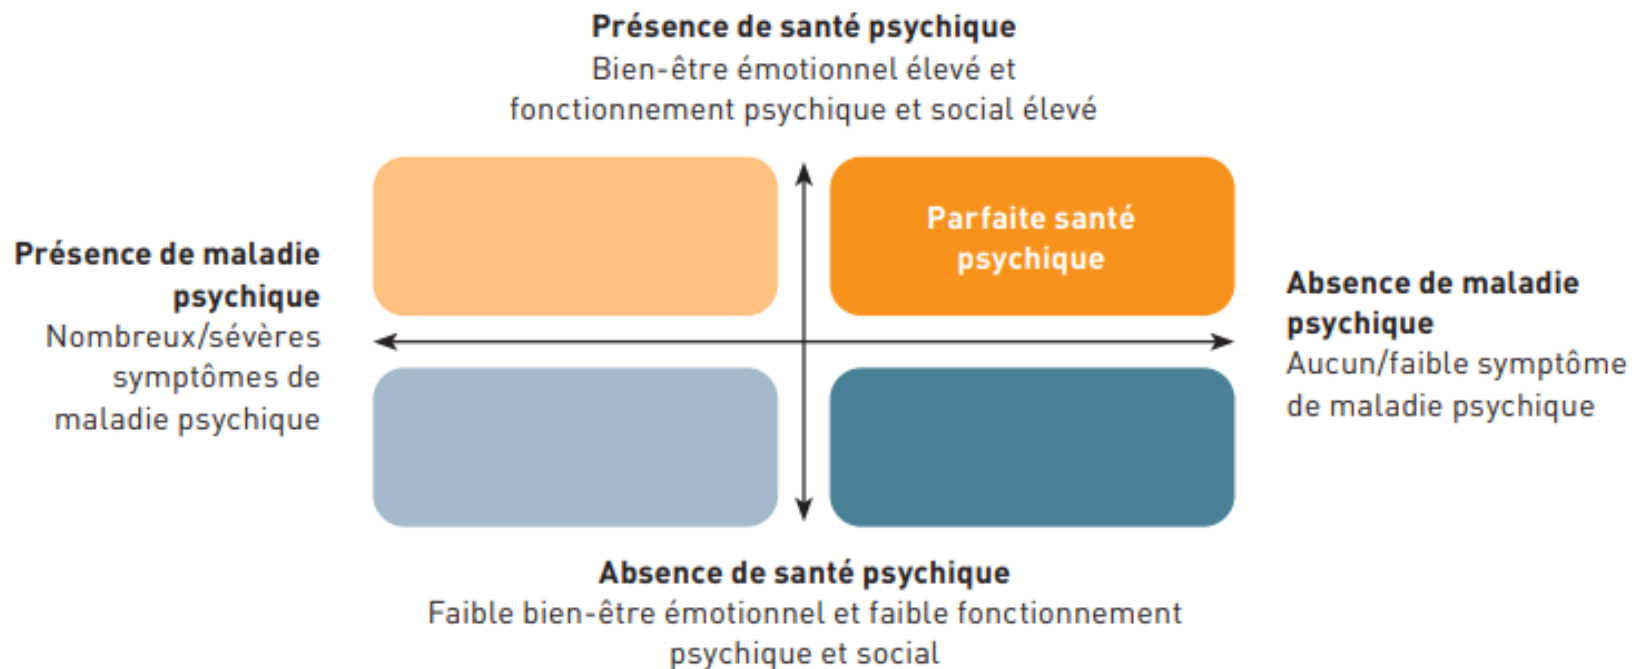 Présence de santé psychique
Bien-être émotionnel élevé et
fonctionnement psychique et social élevé
Parfaite santé
psychique
Présence de maladie
psychique
Nombreux/sévères
symptômes de
maladie psychique
Absence de maladie
psychique
Aucun/faible symptôme
de maladie psychique
Absence de santé psychique
Faible bien-être émotionnel et faible fonctionnement
psychique et social